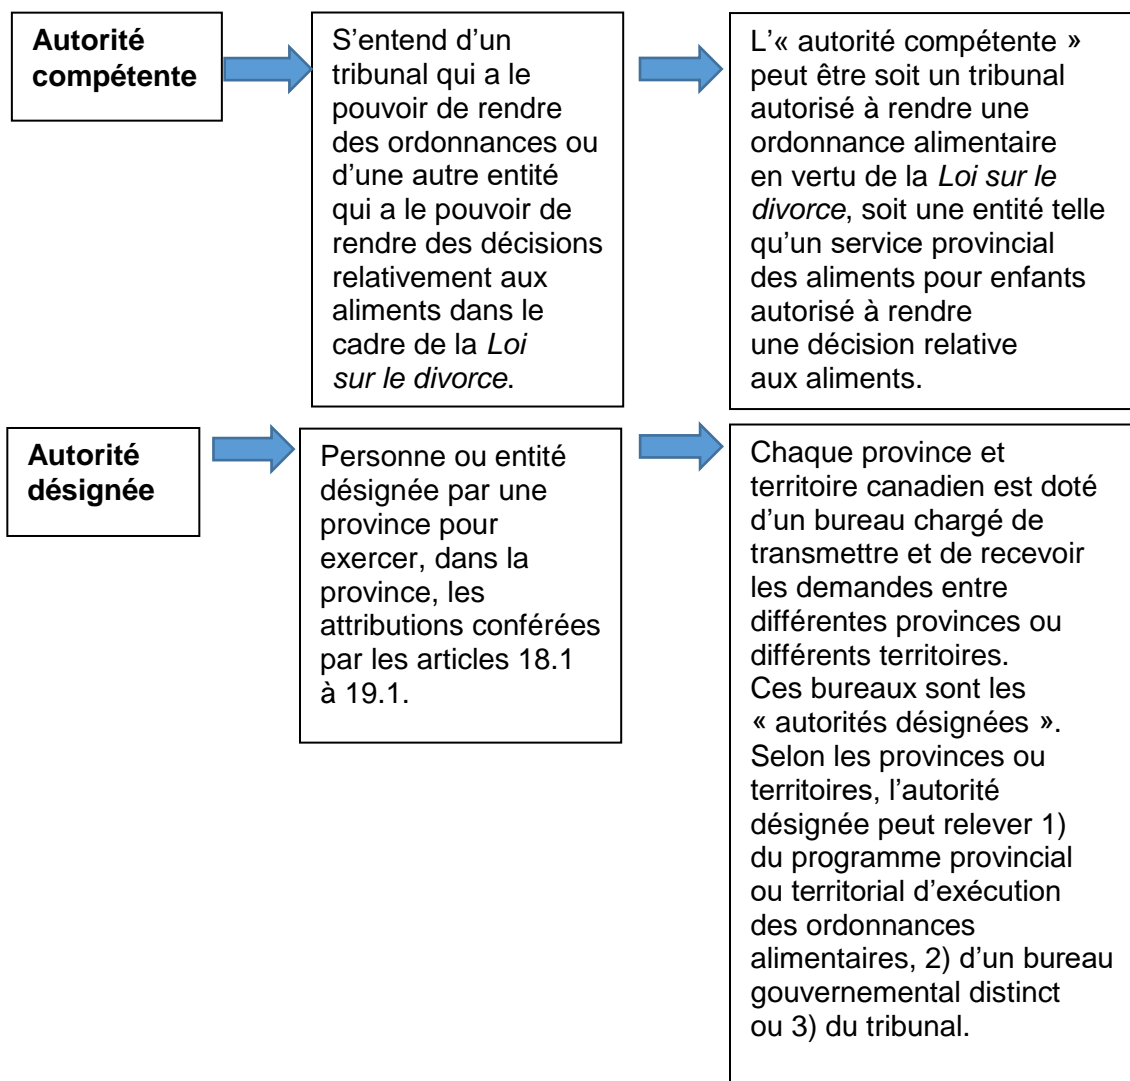 Autorité
compétente
S’entend d’un
tribunal qui a le
pouvoir de rendre
des ordonnances ou
d’une autre entité
qui a le pouvoir de
rendre des décisions
relativement aux
aliments dans le
cadre de la Loi
sur le divorce.
L’« autorité compétente »
peut être soit un tribunal
autorisé à rendre une
ordonnance alimentaire
en vertu de la Loi sur le
divorce, soit une entité telle
qu’un service provincial
des aliments pour enfants
autorisé à rendre
une décision relative
aux aliments.
Autorité
désignée
Personne ou entité
désignée par une
province pour
exercer, dans la
province, les
attributions conférées
par les articles 18.1
à 19.1.
Chaque province et
territoire canadien est doté
d’un bureau chargé de
transmettre et de recevoir
les demandes entre
différentes provinces ou
différents territoires.
Ces bureaux sont les
« autorités désignées ».
Selon les provinces ou
territoires, l’autorité
désignée peut relever 1)
du programme provincial
ou territorial d’exécution
des ordonnances
alimentaires, 2) d’un bureau
gouvernemental distinct
ou 3) du tribunal.